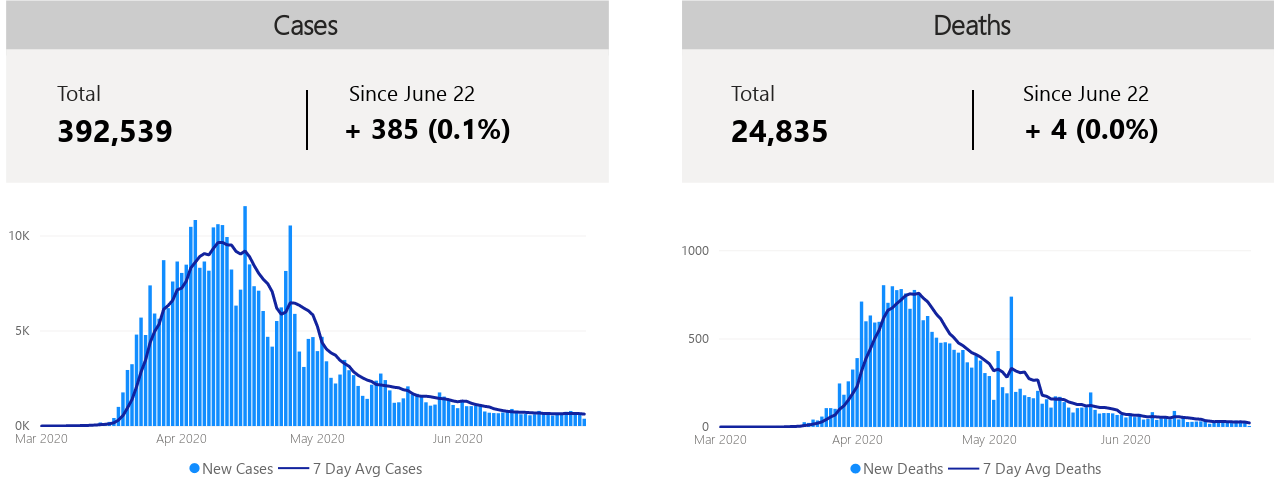 Cases
Total
Since June 22
392,539
+ 385 (0.1%)
10K
5K
0K
Mar 2020
Apr 2020
May 2020
Jun 2020
New Cases
7 Day Avg Cases
Deaths
Total
Since June 22
24,835
+ 4 (0.0%)
1000
500
0
Mar 2020
Apr 2020
May 2020
Jun 2020
New Deaths
7 Day Avg Deaths